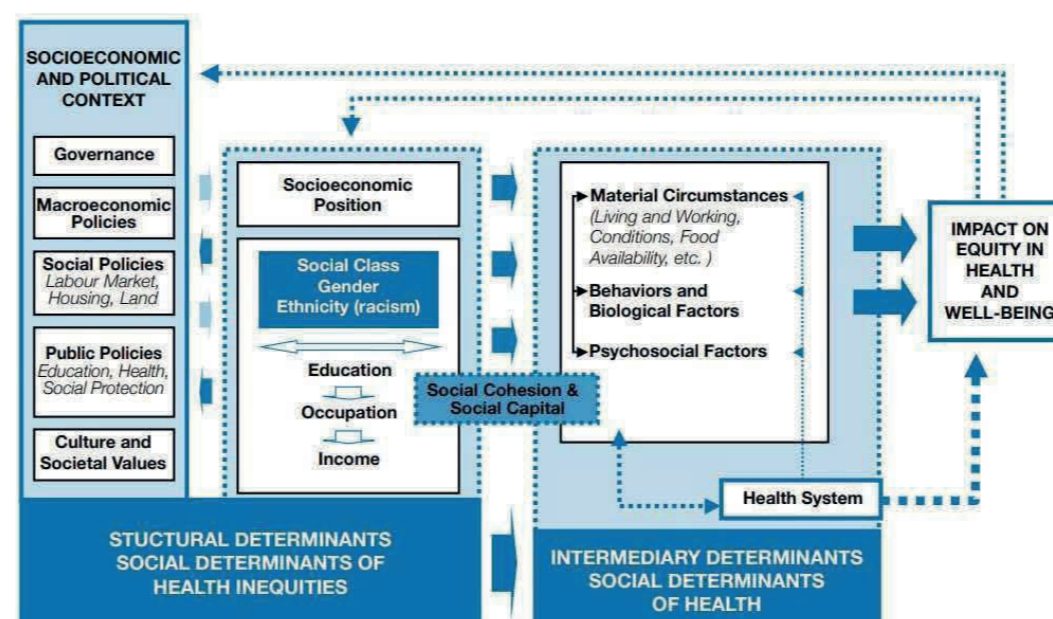 SOCIOECONOMIC
AND POLITICAL
CONTEXT
Governance
Macroeconomic
Policies
Social Policies
Labour Market,
Housing, Land
Public Policies
Education, Health,
Social Protection
Culture and
Societal Values
Socioeconomic
Position
Social Class
Gender
Ethnicity (racism)
Education
Occupation
Income
Social Cohesion &
Social Capital
Material Circumstances
(Living and Working,
Conditions, Food
Availability, etc. )
Behaviors and
Biological Factors
Psychosocial Factors
Health System
IMPACT ON
EQUITY IN
HEALTH
AND
WELL-BEING
STUCTURAL DETERMINANTS
SOCIAL DETERMINANTS OF
HEALTH INEQUITIES
INTERMEDIARY DETERMINANTS
SOCIAL DETERMINANTS
OF HEALTH